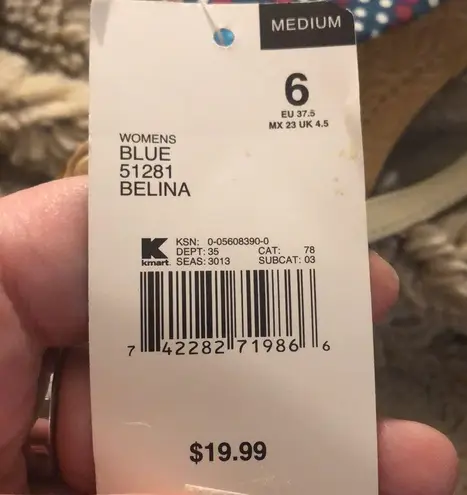 MEDIUM
6
EU 37.5
MX 23 UK 4.5
WOMENS
BLUE
51281
BELINA
K kmart
KSN: 0-05608390-0
DEPT: 35 CAT: 78
SEAS: 3013 SUBCAT: 03
7 42282 71986 6
$19.99